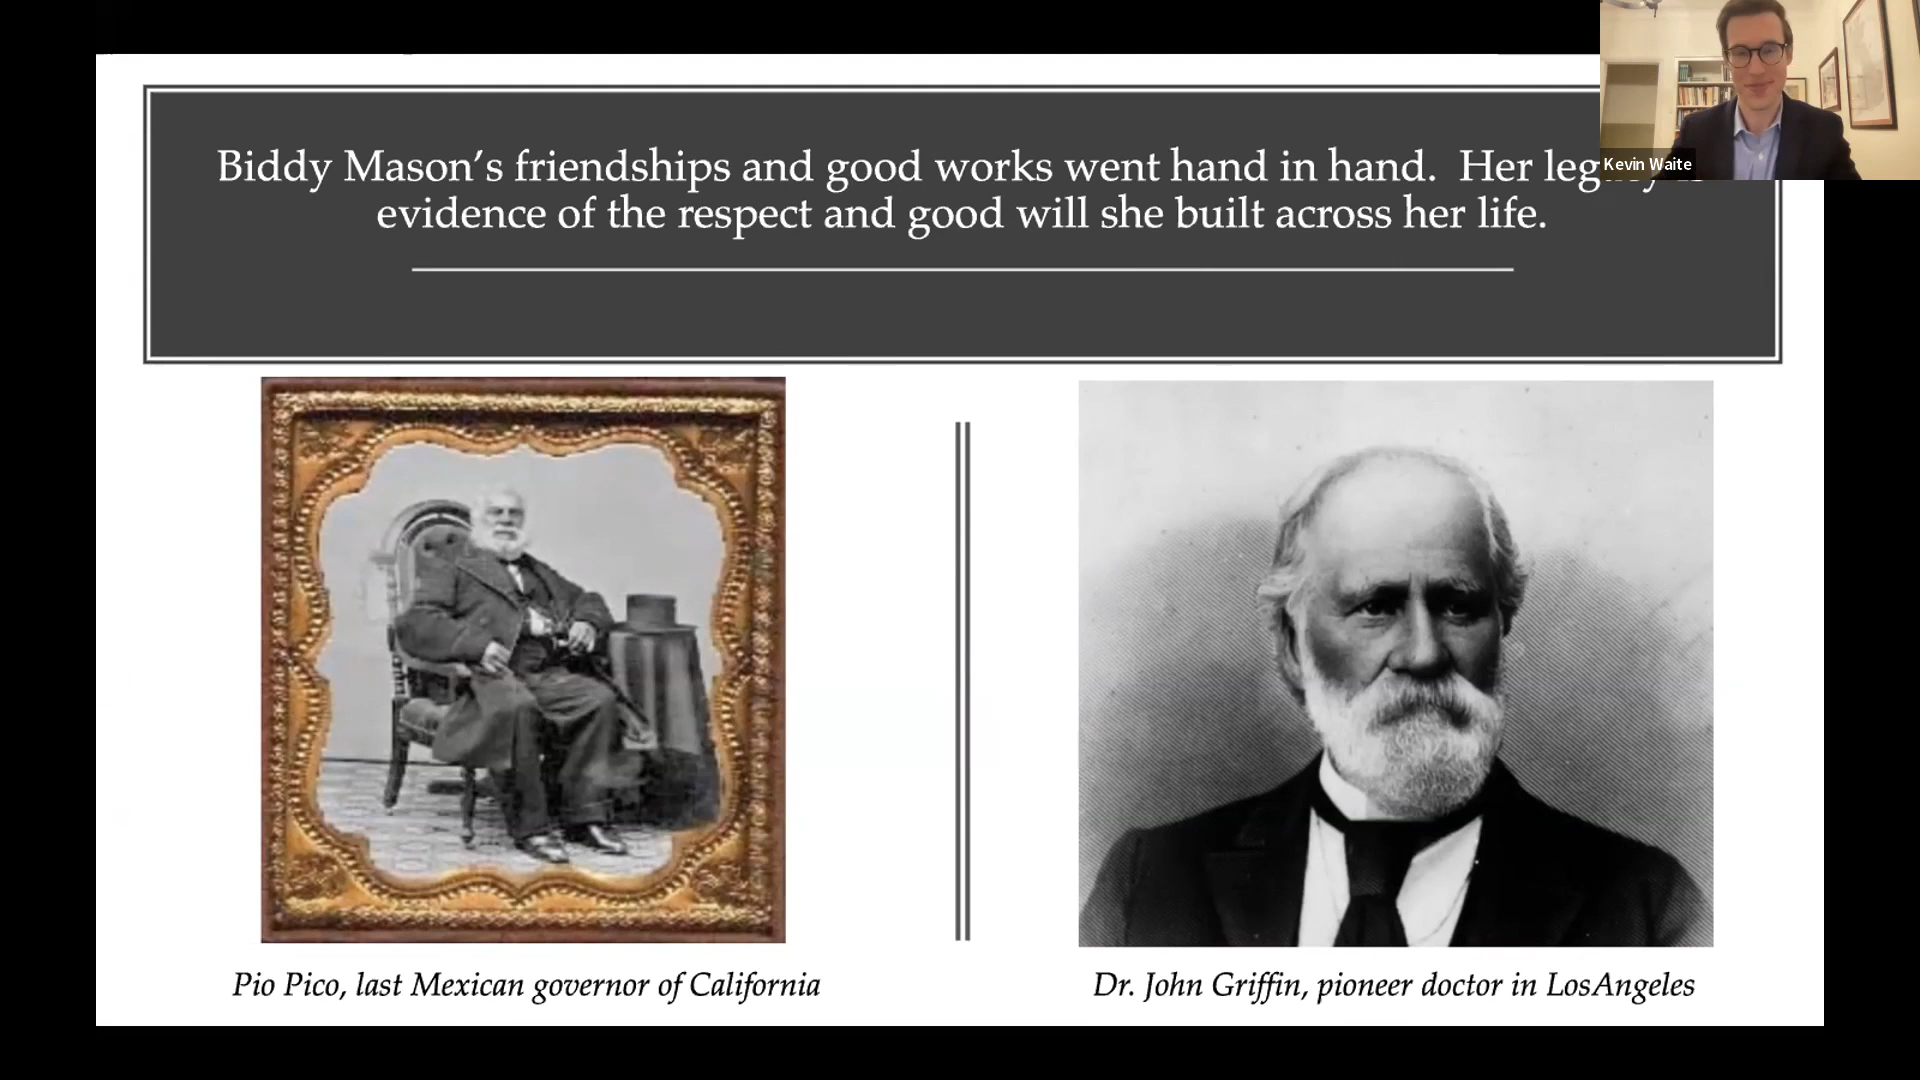 Biddy Mason’s friendships and good works went hand in hand.  Her
evidence of the respect and good will she built across her life.
Kevin Waite
Pio Pico, last Mexican governor of California
Dr. John Griffin, pioneer doctor in LosAngeles